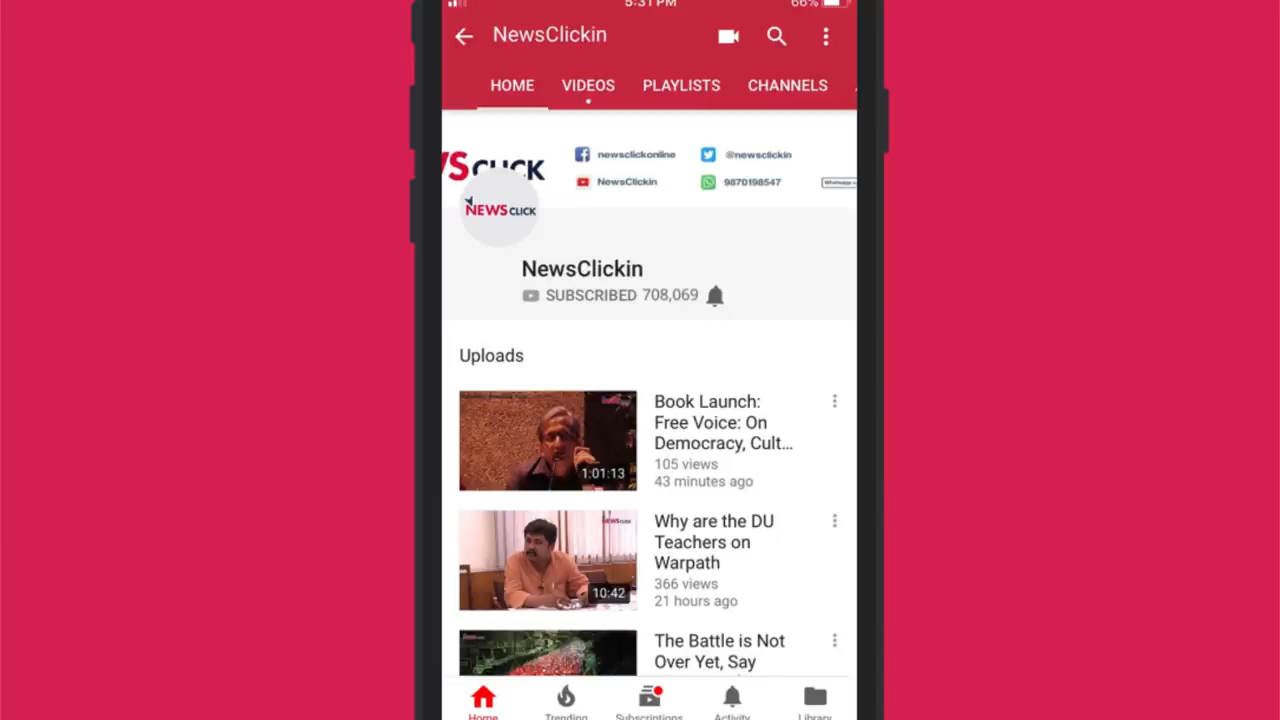 5:31 PM
66%
NewsClickin
HOME VIDEOS PLAYLISTS CHANNELS
CLICK
newsclickonline @newsclickin
NewsClickin 9870198547
NEWS CLICK
NewsClickin
SUBSCRIBED 708,069
Uploads
Book Launch:
Free Voice: On
Democracy, Cult...
105 views
43 minutes ago
1:01:13
NEWSCLICK
Why are the DU
Teachers on
Warpath
366 views
21 hours ago
10:42
The Battle is Not
Over Yet, Say
Home Trending Subscriptions Activity Library